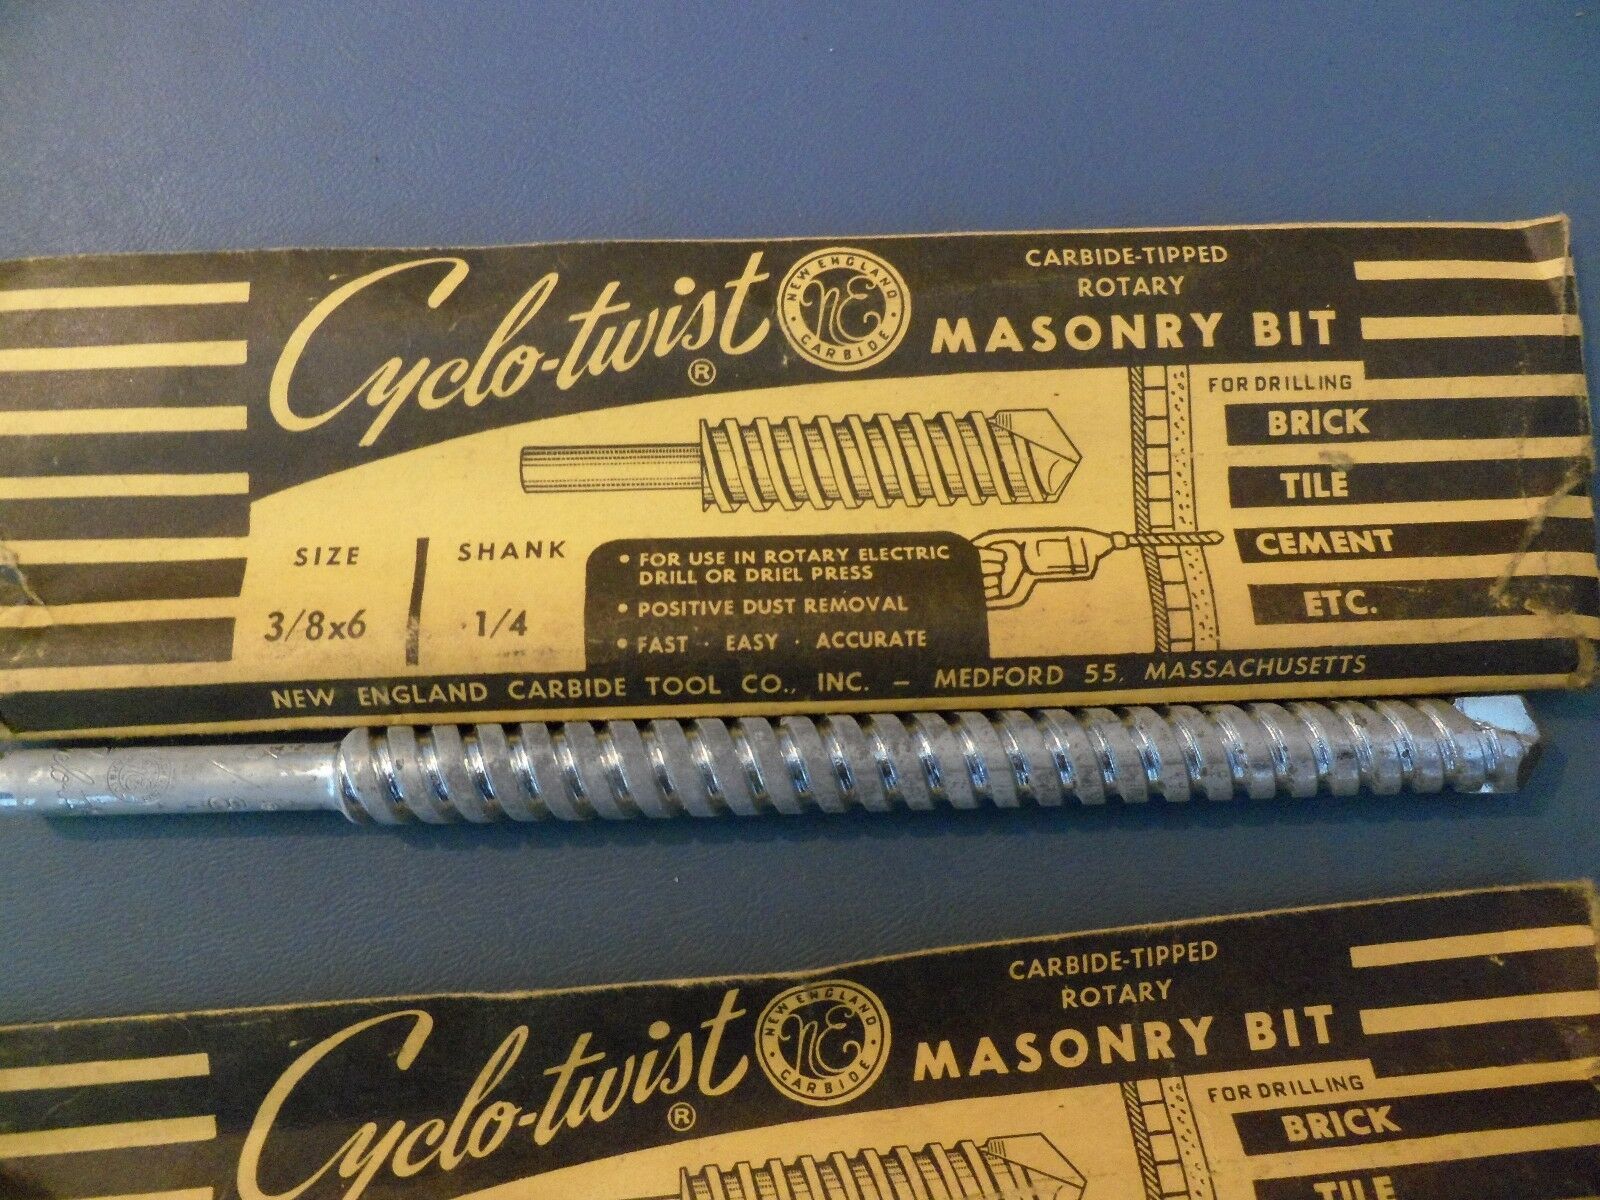 Cyclo-twist
®
NEW ENGLAND
NE
CARBIDE
CARBIDE-TIPPED
ROTARY
MASONRY BIT
FOR DRILLING
BRICK
TILE
CEMENT
ETC.
SIZE
3/8x6
SHANK
1/4
• FOR USE IN ROTARY ELECTRIC
DRILL OR DRILL PRESS
• POSITIVE DUST REMOVAL
• FAST · EASY · ACCURATE
NEW ENGLAND CARBIDE TOOL CO., INC. – MEDFORD 55, MASSACHUSETTS
Cyclo-twist
®
NEW ENGLAND
NE
CARBIDE
CARBIDE-TIPPED
ROTARY
MASONRY BIT
FOR DRILLING
BRICK
TILE